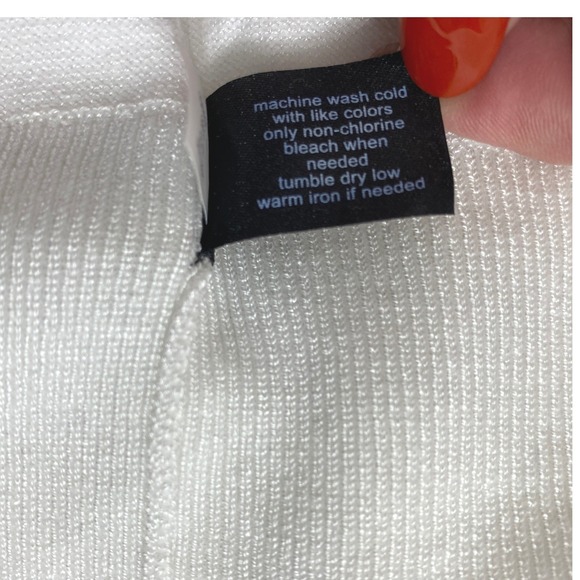 machine wash cold
with like colors
only non-chlorine
bleach when
needed
tumble dry low
warm iron if needed